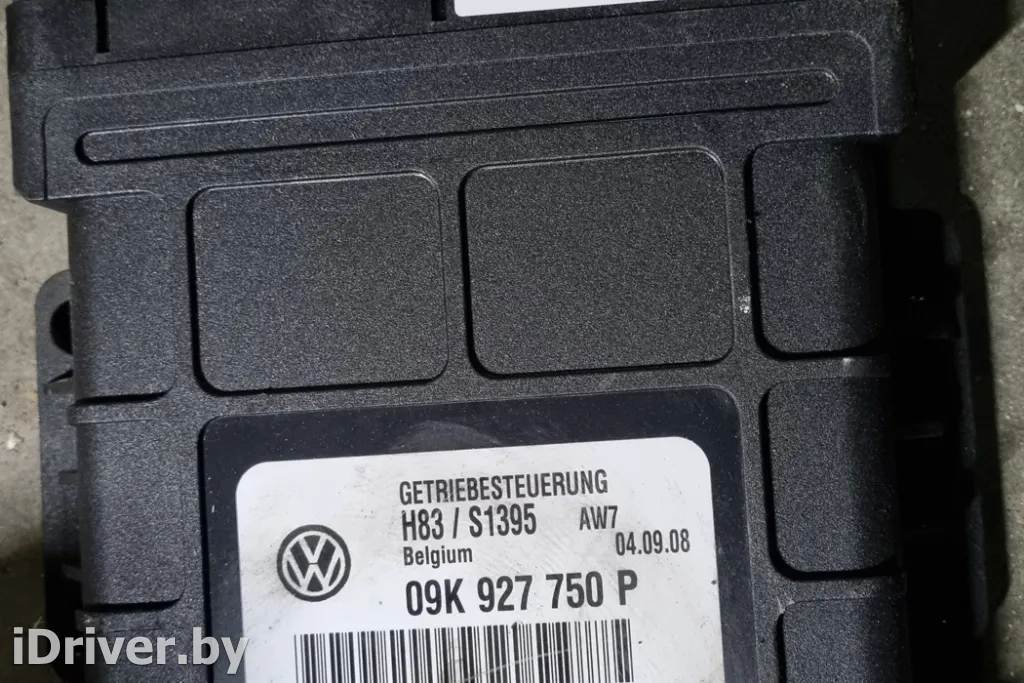 GETRIEBESTEUERUNG
H83 / S1395 AW7
Belgium 04.09.08
09K 927 750 P
iDriver.by